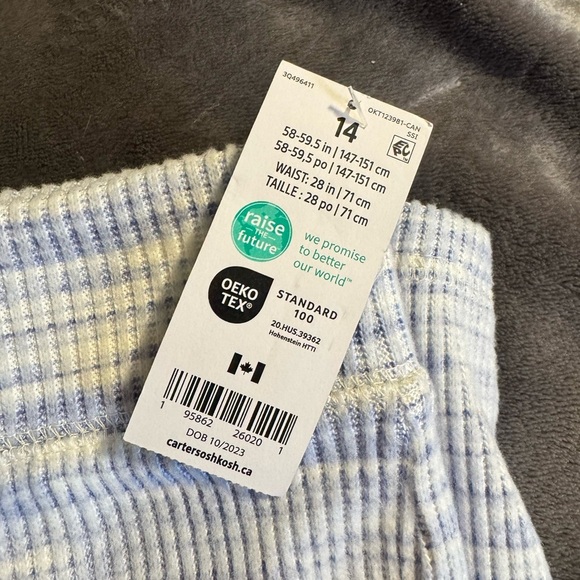 3Q496411
OKT123981-CAN
SSI
14
58-59.5 in | 147-151 cm
58-59,5 po | 147-151 cm
WAIST: 28 in | 71 cm
TAILLE : 28 po | 71 cm
raise
THE
future
we promise
to better
our world™
OEKO
TEX®
STANDARD
100
20.HUS.39362
Hohenstein HTTI
1 95862 26020 1
DOB 10/2023
cartersoshkosh.ca